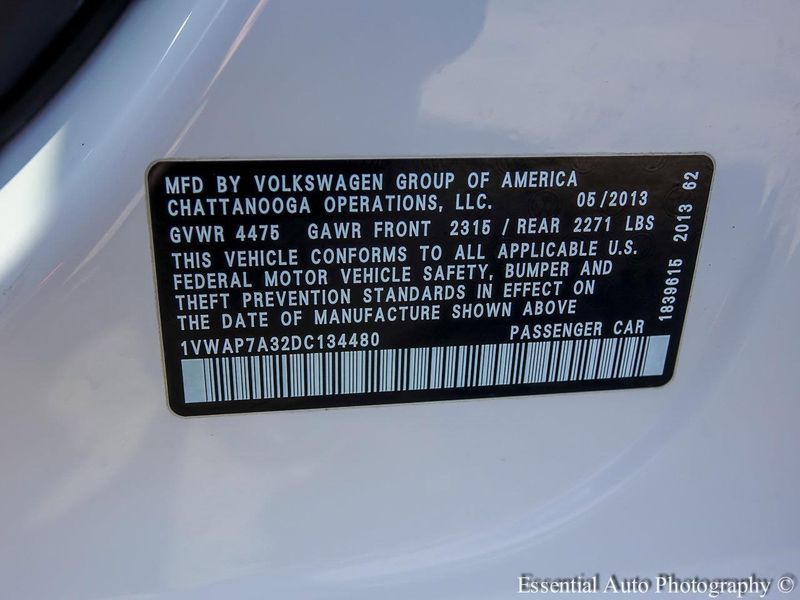 MFD BY VOLKSWAGEN GROUP OF AMERICA
CHATTANOOGA OPERATIONS, LLC. 05/2013
GVWR 4475 GAWR FRONT 2315 / REAR 2271 LBS
THIS VEHICLE CONFORMS TO ALL APPLICABLE U.S.
FEDERAL MOTOR VEHICLE SAFETY, BUMPER AND
THEFT PREVENTION STANDARDS IN EFFECT ON
THE DATE OF MANUFACTURE SHOWN ABOVE
1VWAP7A32DC134480 PASSENGER CAR
1839615 2013 62
Essential Auto Photography ©